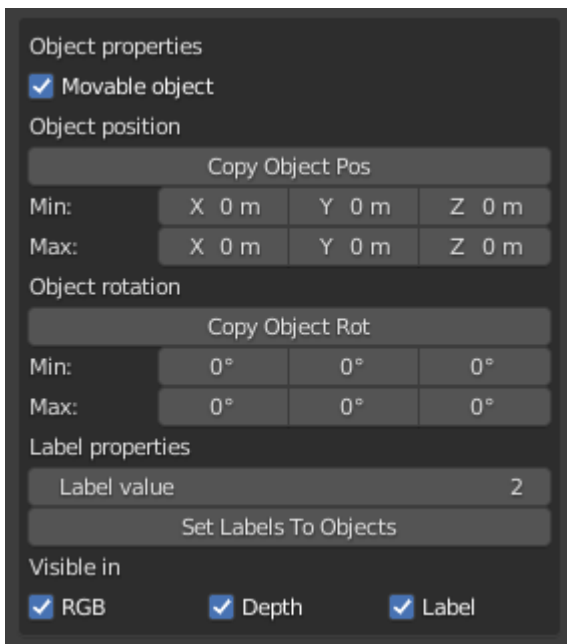 Object properties
Movable object
Object position
Copy Object Pos
Min: X 0 m Y 0 m Z 0 m
Max: X 0 m Y 0 m Z 0 m
Object rotation
Copy Object Rot
Min: 0° 0° 0°
Max: 0° 0° 0°
Label properties
Label value 2
Set Labels To Objects
Visible in
RGB Depth Label